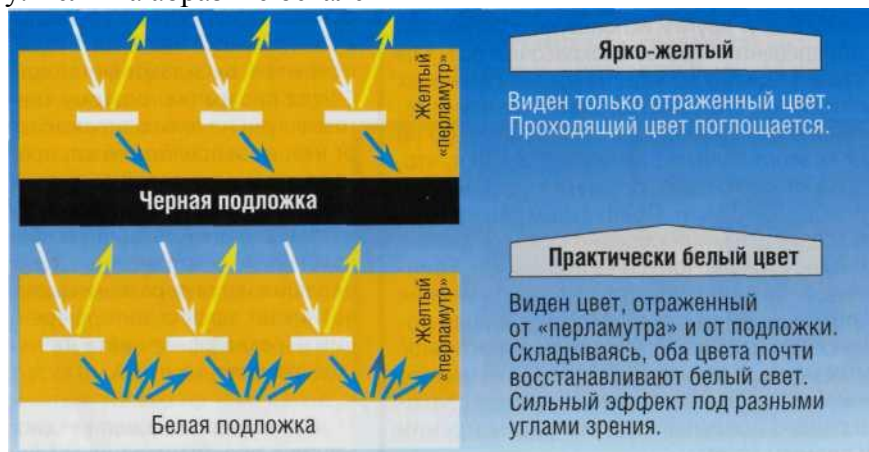 Желтый
«перламутр»
Черная подложка
Ярко-желтый
Виден только отраженный цвет.
Проходящий цвет поглощается.
Желтый
«перламутр»
Белая подложка
Практически белый цвет
Виден цвет, отраженный
от «перламутра» и от подложки.
Складываясь, оба цвета почти
восстанавливают белый свет.
Сильный эффект под разными
углами зрения.